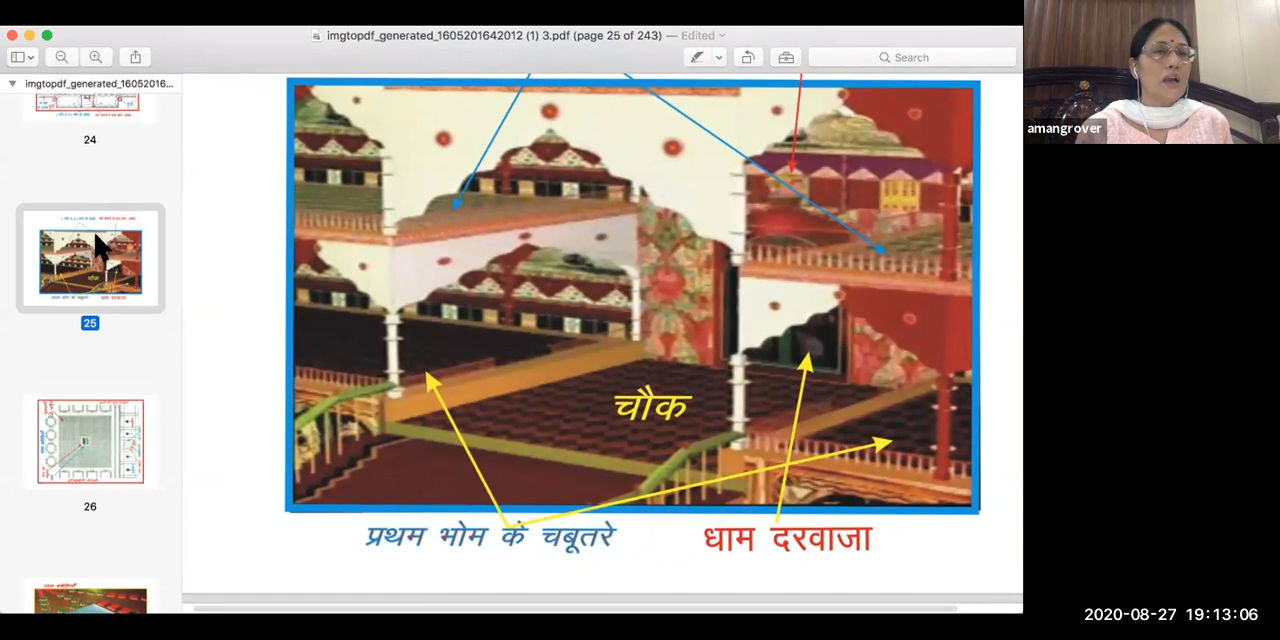 imgtopdf_generated_1605201642012 (1) 3.pdf (page 25 of 243) — Edited
Search
imgtopdf_generated_16052016...
24
25
26
चौक
प्रथम भोम के चबूतरे
धाम दरवाजा
amangrover
2020-08-27 19:13:06